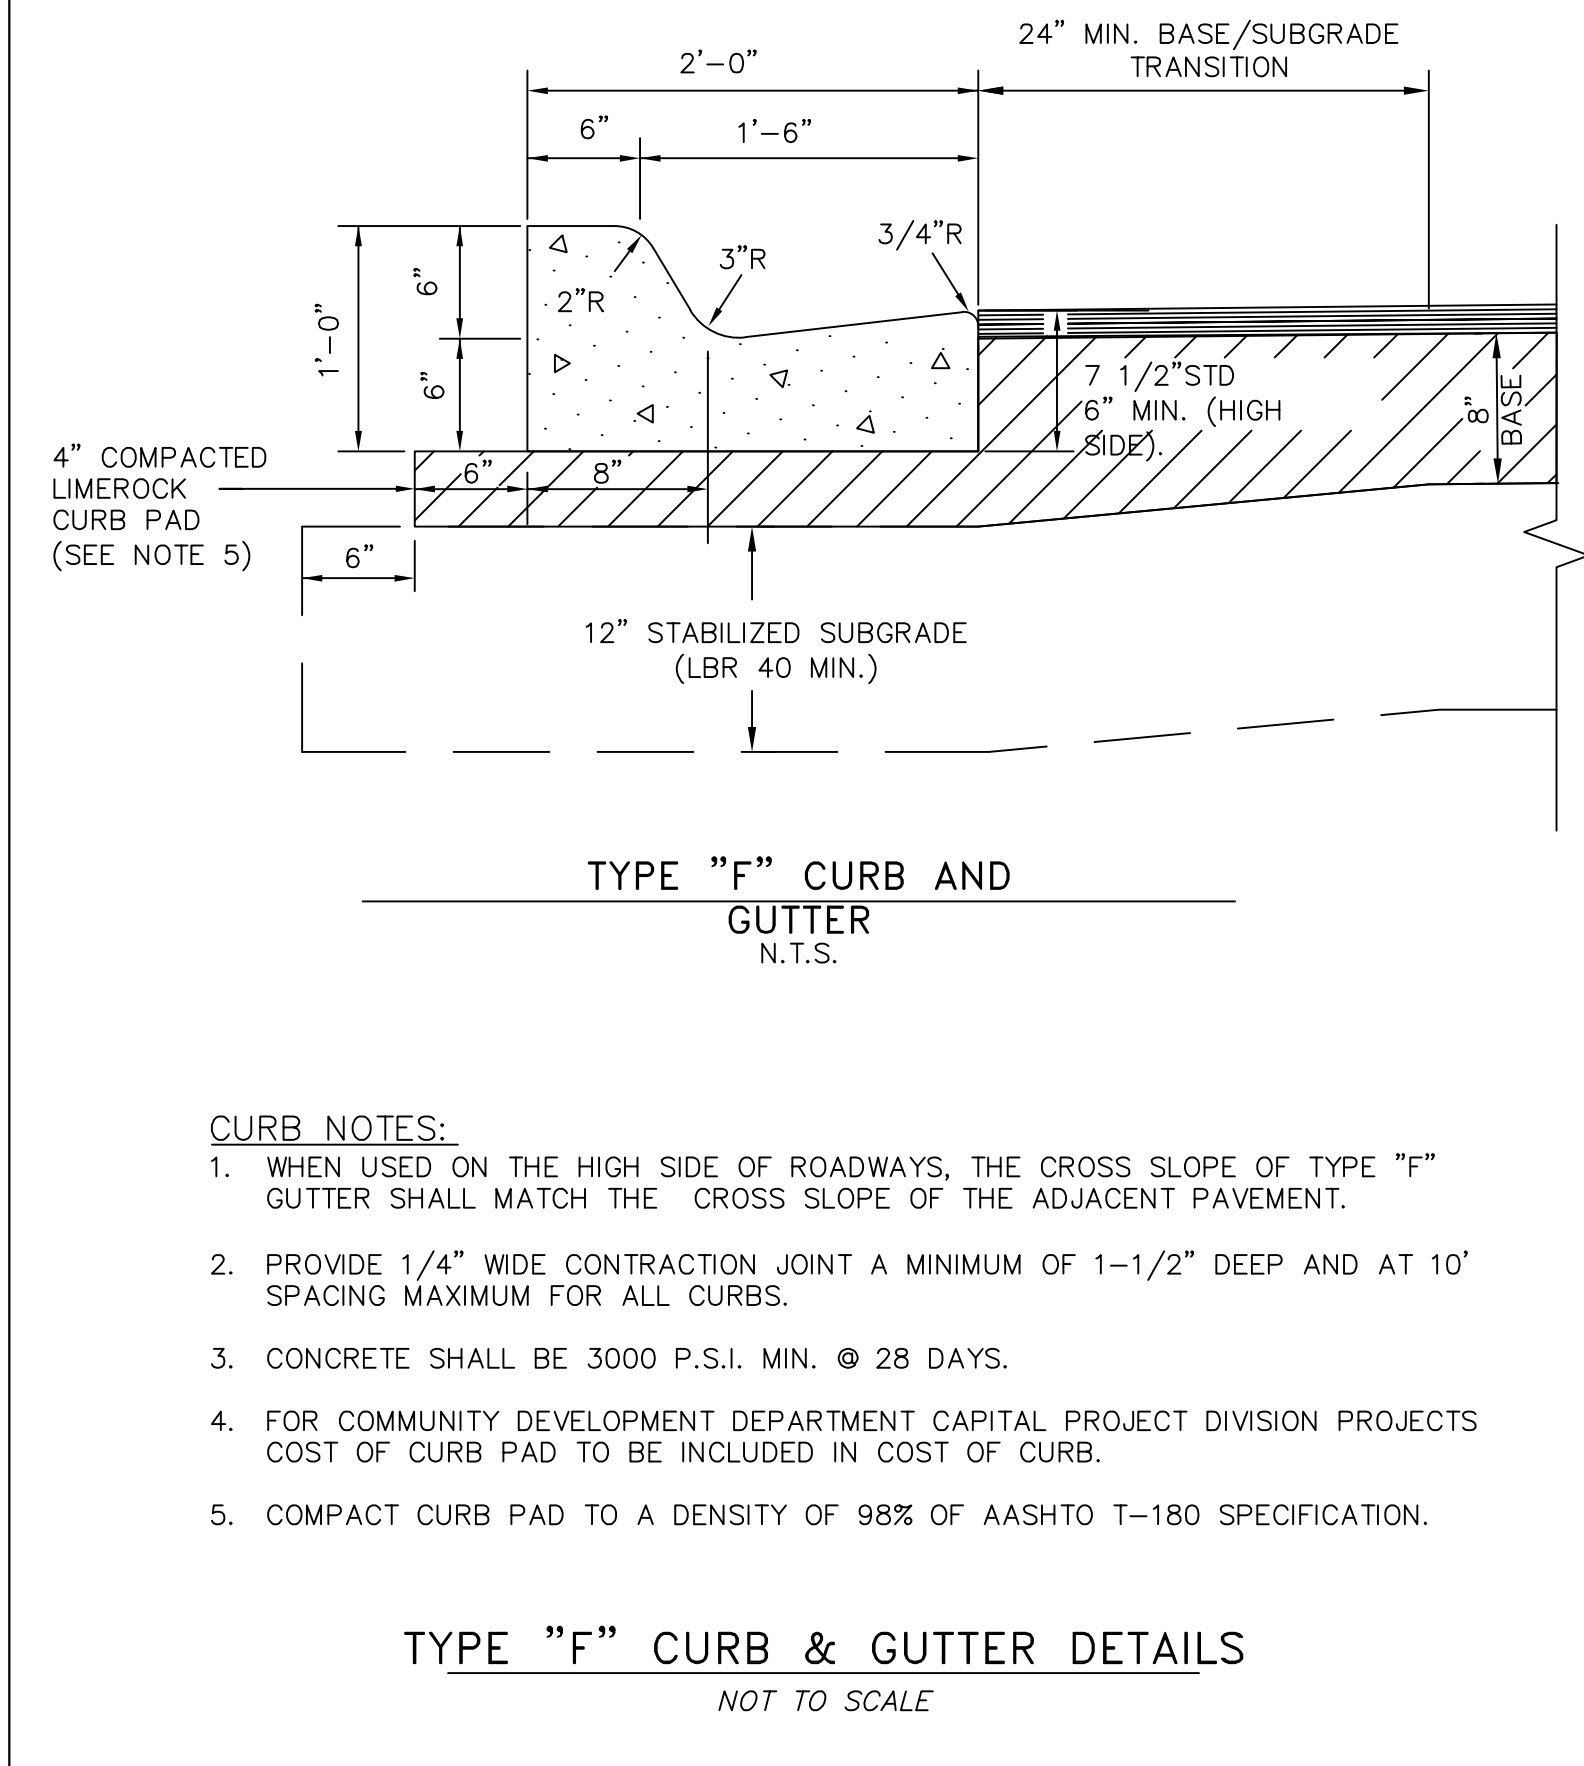 24” MIN. BASE/SUBGRADE
TRANSITION
2’-0”
6”
1’-6”
3/4”R
3”R
2”R
6”
1’-0”
6”
7 1/2”STD
6” MIN. (HIGH
SIDE).
8”
BASE
4” COMPACTED
LIMEROCK
CURB PAD
(SEE NOTE 5)
6”
8”
6”
12” STABILIZED SUBGRADE
(LBR 40 MIN.)
TYPE ”F” CURB AND
GUTTER
N.T.S.
CURB NOTES:
1. WHEN USED ON THE HIGH SIDE OF ROADWAYS, THE CROSS SLOPE OF TYPE ”F”
GUTTER SHALL MATCH THE CROSS SLOPE OF THE ADJACENT PAVEMENT.
2. PROVIDE 1/4” WIDE CONTRACTION JOINT A MINIMUM OF 1-1/2” DEEP AND AT 10’
SPACING MAXIMUM FOR ALL CURBS.
3. CONCRETE SHALL BE 3000 P.S.I. MIN. @ 28 DAYS.
4. FOR COMMUNITY DEVELOPMENT DEPARTMENT CAPITAL PROJECT DIVISION PROJECTS
COST OF CURB PAD TO BE INCLUDED IN COST OF CURB.
5. COMPACT CURB PAD TO A DENSITY OF 98% OF AASHTO T-180 SPECIFICATION.
TYPE ”F” CURB & GUTTER DETAILS
NOT TO SCALE